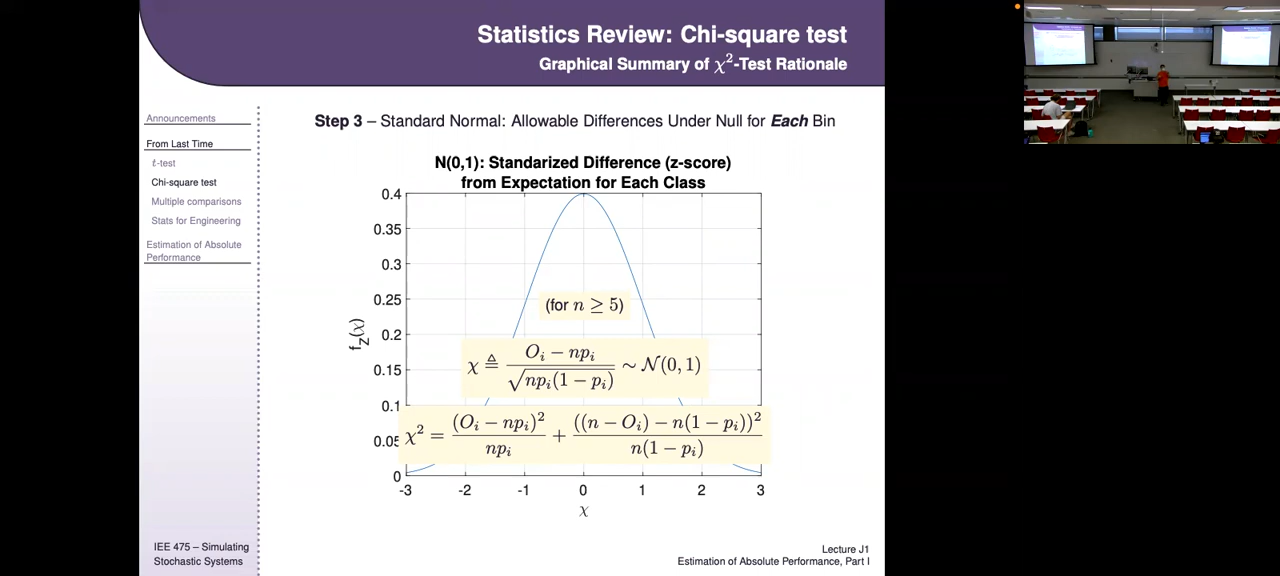 Statistics Review: Chi-square test
Graphical Summary of χ²-Test Rationale
Announcements
From Last Time
t-test
Chi-square test
Multiple comparisons
Stats for Engineering
Estimation of Absolute
Performance
Step 3 – Standard Normal: Allowable Differences Under Null for Each Bin
N(0,1): Standarized Difference (z-score)
from Expectation for Each Class
0.4
0.35
0.3
0.25
0.2
0.15
0.1
0.05
0
f_Z(χ)
(for n ≥ 5)
χ ≜ (O_i − np_i) / √(np_i(1 − p_i)) ∼ N(0, 1)
χ² = (O_i − np_i)² / np_i + ((n − O_i) − n(1 − p_i))² / n(1 − p_i)
-3 -2 -1 0 1 2 3
χ
IEE 475 – Simulating
Stochastic Systems
Lecture J1
Estimation of Absolute Performance, Part I